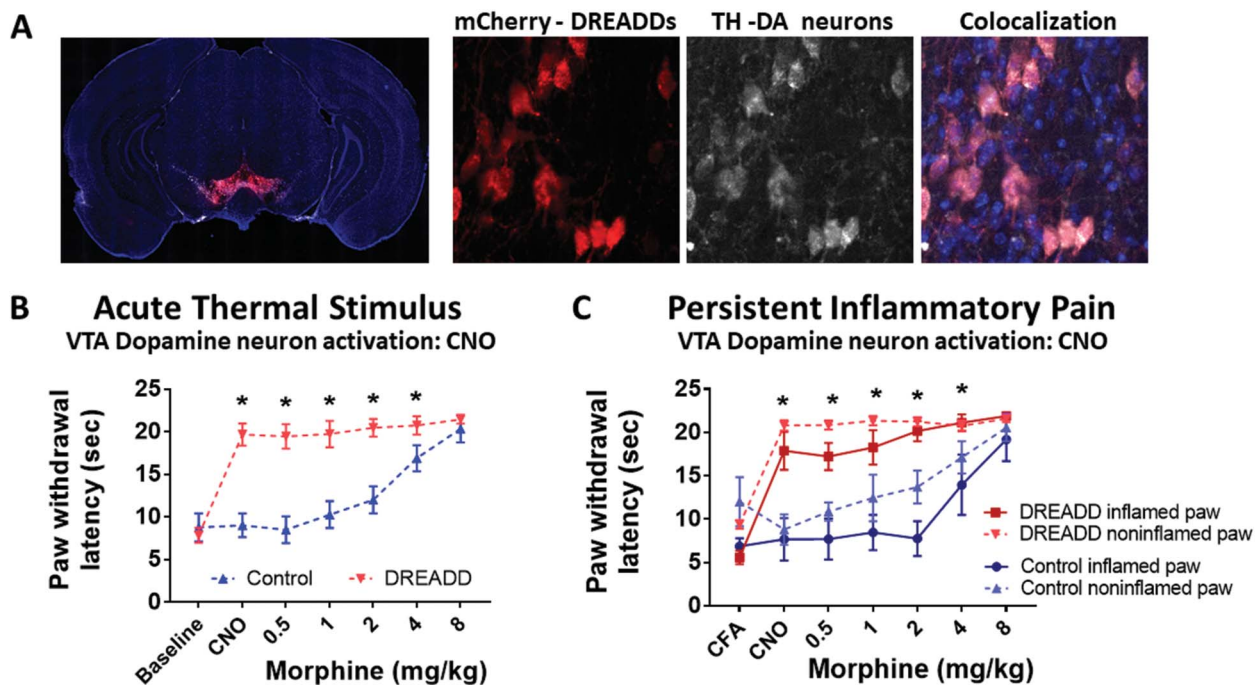 A
mCherry - DREADDs
TH -DA neurons
Colocalization
B
Acute Thermal Stimulus
VTA Dopamine neuron activation: CNO
Paw withdrawal
latency (sec)
25
20
15
10
5
0
*
*
*
*
*
Control
DREADD
Baseline
CNO
0.5
1
2
4
8
Morphine (mg/kg)
C
Persistent Inflammatory Pain
VTA Dopamine neuron activation: CNO
Paw withdrawal
latency (sec)
25
20
15
10
5
0
*
*
*
*
*
DREADD inflamed paw
DREADD noninflamed paw
Control inflamed paw
Control noninflamed paw
CFA
CNO
0.5
1
2
4
8
Morphine (mg/kg)